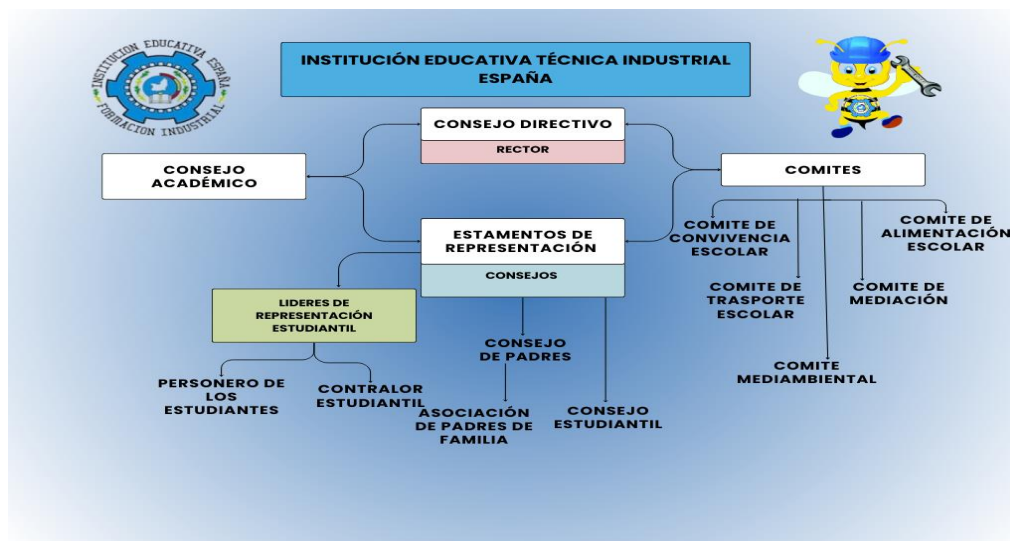 INSTITUCION EDUCATIVA ESPAÑA
FORMACION INDUSTRIAL
INSTITUCIÓN EDUCATIVA TÉCNICA INDUSTRIAL
ESPAÑA
CONSEJO DIRECTIVO
RECTOR
CONSEJO
ACADÉMICO
COMITES
ESTAMENTOS DE
REPRESENTACIÓN
CONSEJOS
COMITE DE
CONVIVENCIA
ESCOLAR
COMITE DE
ALIMENTACIÓN
ESCOLAR
COMITE DE
TRASPORTE
ESCOLAR
COMITE DE
MEDIACIÓN
COMITE
MEDIAMBIENTAL
LIDERES DE
REPRESENTACIÓN
ESTUDIANTIL
PERSONERO DE
LOS
ESTUDIANTES
CONTRALOR
ESTUDIANTIL
CONSEJO
DE PADRES
ASOCIACIÓN
DE PADRES DE
FAMILIA
CONSEJO
ESTUDIANTIL